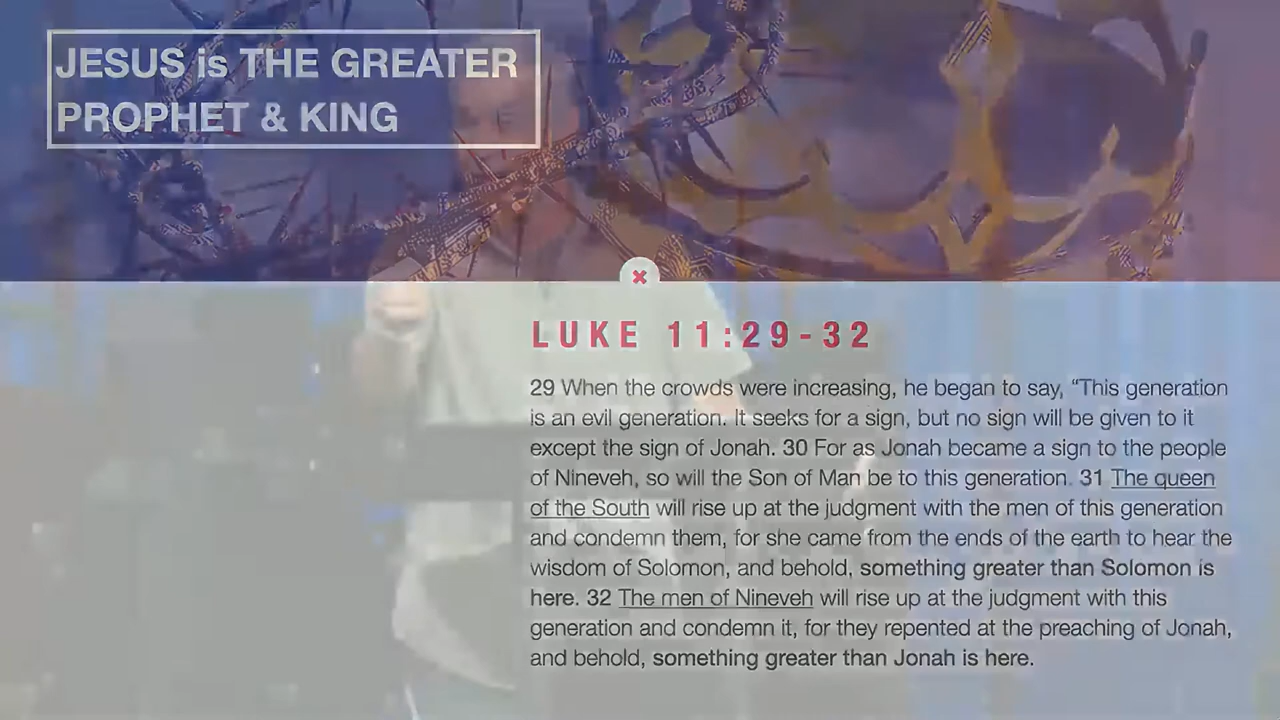 JESUS is THE GREATER
PROPHET & KING
LUKE 11:29-32
29 When the crowds were increasing, he began to say, “This generation
is an evil generation. It seeks for a sign, but no sign will be given to it
except the sign of Jonah. 30 For as Jonah became a sign to the people
of Nineveh, so will the Son of Man be to this generation. 31 The queen
of the South will rise up at the judgment with the men of this generation
and condemn them, for she came from the ends of the earth to hear the
wisdom of Solomon, and behold, something greater than Solomon is
here. 32 The men of Nineveh will rise up at the judgment with this
generation and condemn it, for they repented at the preaching of Jonah,
and behold, something greater than Jonah is here.